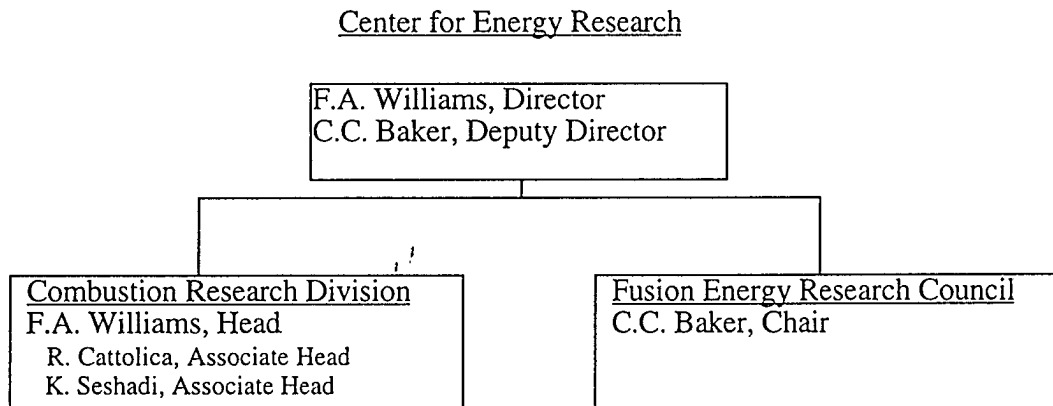 Center for Energy Research
F.A. Williams, Director
C.C. Baker, Deputy Director
Combustion Research Division
F.A. Williams, Head
R. Cattolica, Associate Head
K. Seshadi, Associate Head
Fusion Energy Research Council
C.C. Baker, Chair